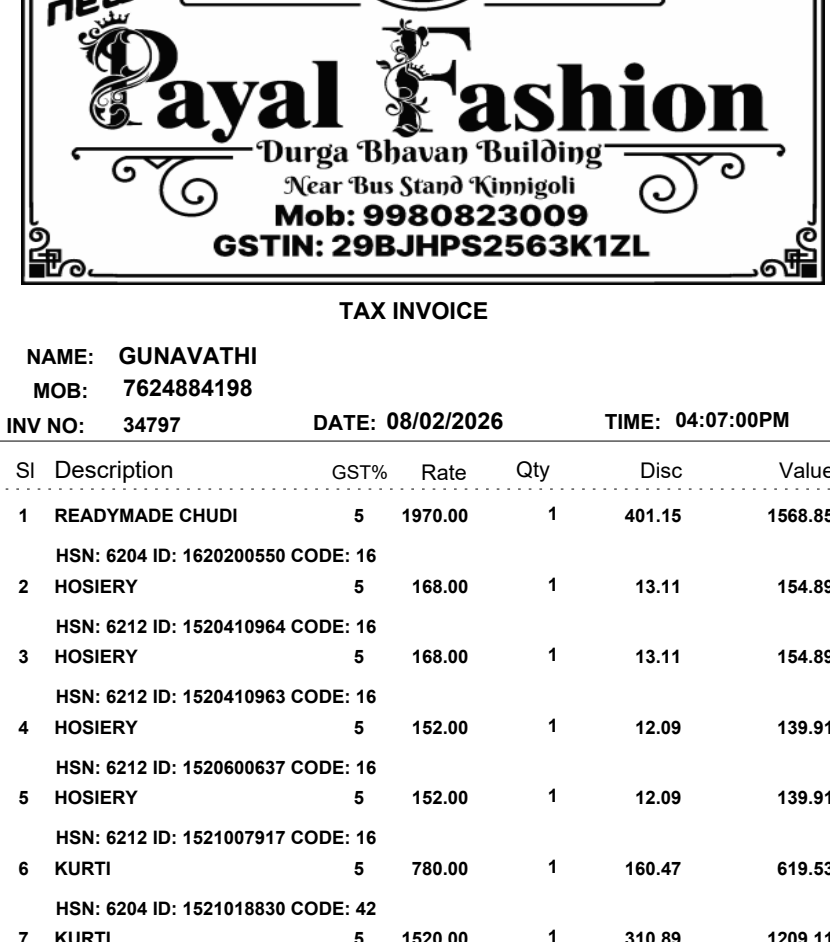 new
Payal Fashion
Durga Bhavan Building
Near Bus Stand Kinnigoli
Mob: 9980823009
GSTIN: 29BJHPS2563K1ZL
TAX INVOICE
NAME: GUNAVATHI
MOB: 7624884198
INV NO: 34797 DATE: 08/02/2026 TIME: 04:07:00PM
Sl Description GST% Rate Qty Disc Value
1 READYMADE CHUDI 5 1970.00 1 401.15 1568.85
HSN: 6204 ID: 1620200550 CODE: 16
2 HOSIERY 5 168.00 1 13.11 154.89
HSN: 6212 ID: 1520410964 CODE: 16
3 HOSIERY 5 168.00 1 13.11 154.89
HSN: 6212 ID: 1520410963 CODE: 16
4 HOSIERY 5 152.00 1 12.09 139.91
HSN: 6212 ID: 1520600637 CODE: 16
5 HOSIERY 5 152.00 1 12.09 139.91
HSN: 6212 ID: 1521007917 CODE: 16
6 KURTI 5 780.00 1 160.47 619.53
HSN: 6204 ID: 1521018830 CODE: 42
7 KURTI 5 1520.00 1 310.89 1209.11